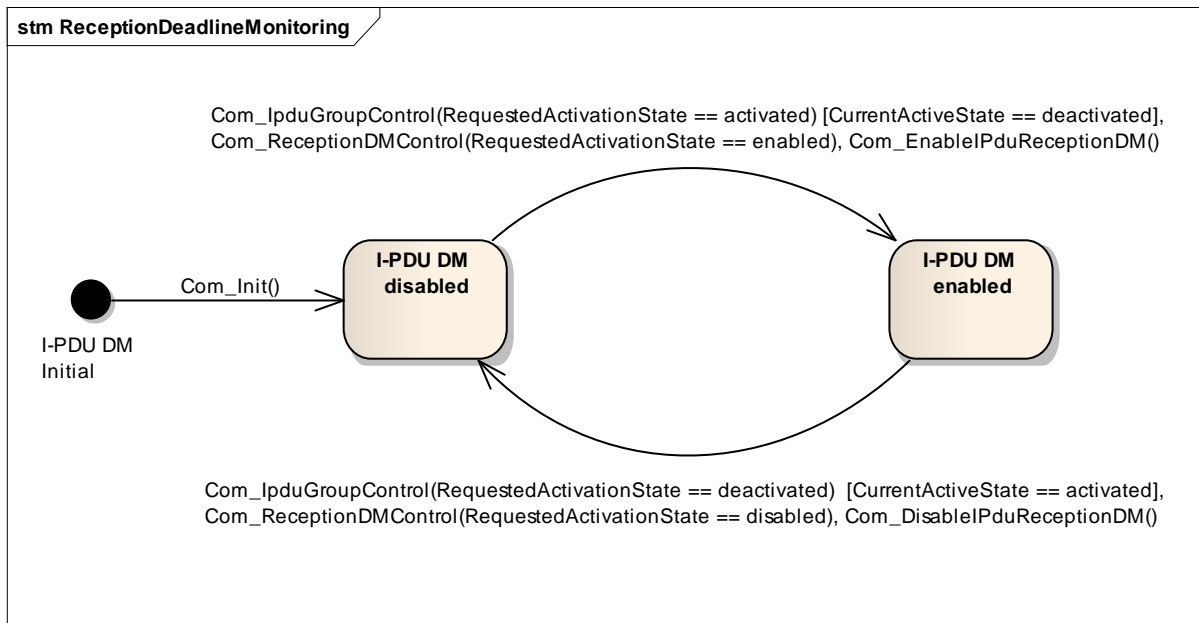 stm ReceptionDeadlineMonitoring
Com_IpduGroupControl(RequestedActivationState == activated) [CurrentActiveState == deactivated],
Com_ReceptionDMControl(RequestedActivationState == enabled), Com_EnableIPduReceptionDM()
I-PDU DM
disabled
I-PDU DM
enabled
Com_Init()
I-PDU DM
Initial
Com_IpduGroupControl(RequestedActivationState == deactivated) [CurrentActiveState == activated],
Com_ReceptionDMControl(RequestedActivationState == disabled), Com_DisableIPduReceptionDM()